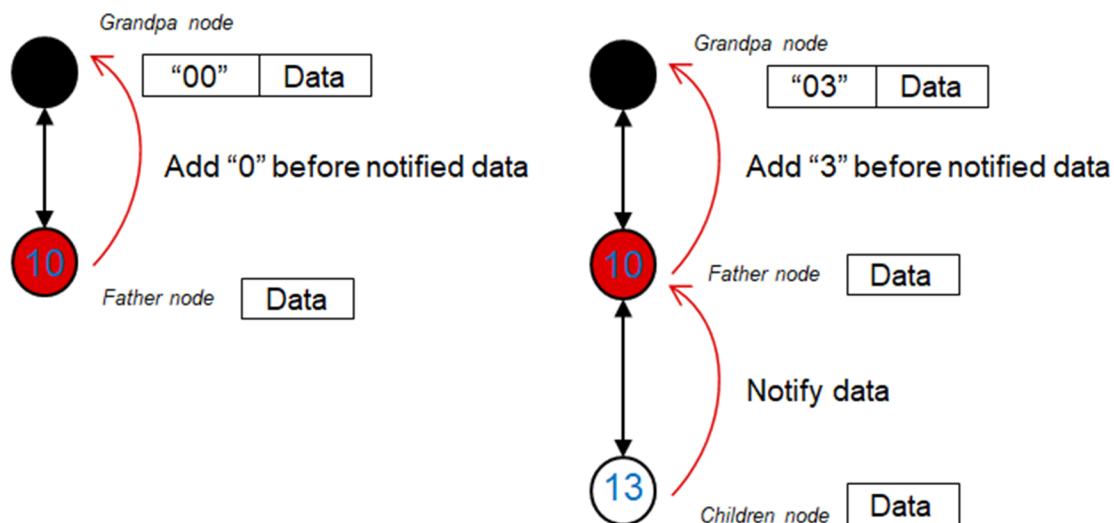 Grandpa node
“00” Data
Add “0” before notified data
10
Father node Data
Grandpa node
“03” Data
Add “3” before notified data
10
Father node Data
Notify data
13
Children node Data